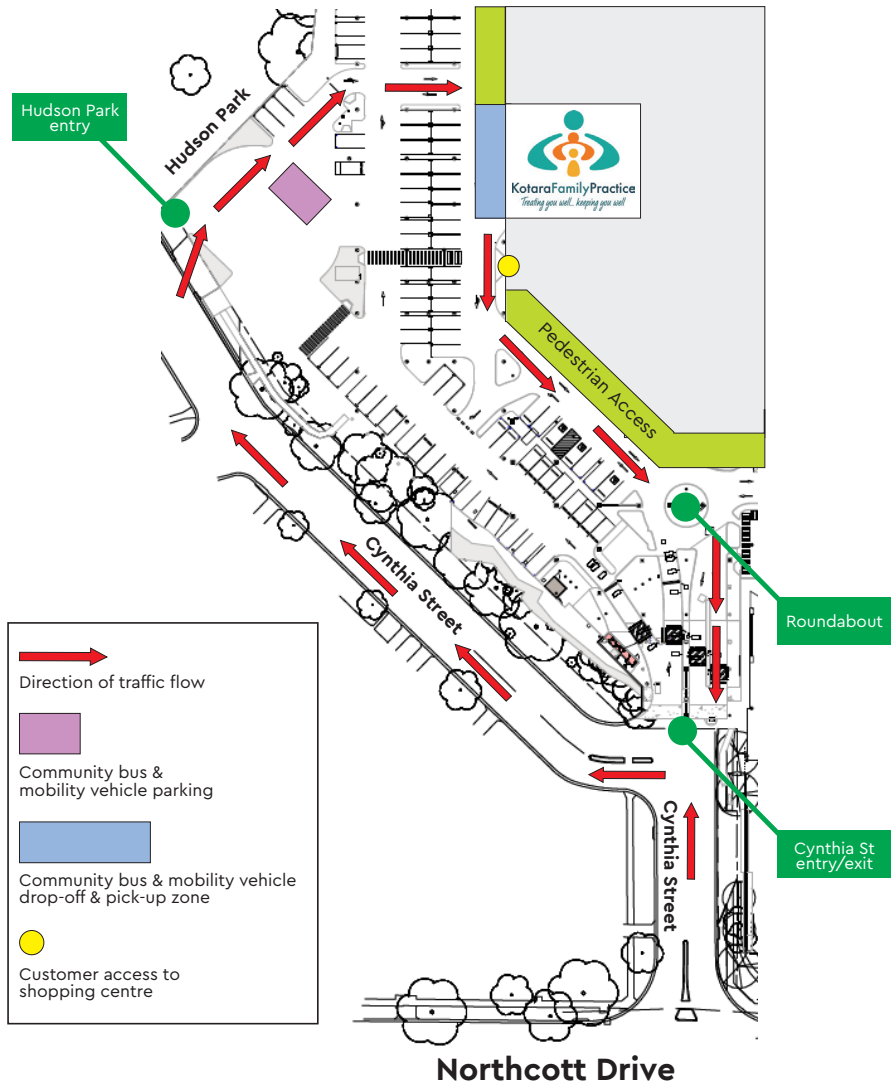 Hudson Park
entry
Hudson Park
KotaraFamilyPractice
Treating you well... keeping you well
Pedestrian Access
Cynthia Street
Roundabout
Direction of traffic flow
Community bus &
mobility vehicle parking
Community bus & mobility vehicle
drop-off & pick-up zone
Customer access to
shopping centre
Cynthia Street
Cynthia St
entry/exit
Northcott Drive